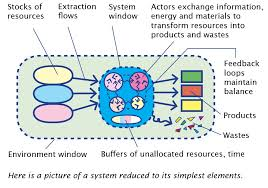 Stocks of
resources
Extraction
flows
System
window
Actors exchange information,
energy and materials to
transform resources into
products and wastes
Feedback
loops
maintain
balance
Products
Wastes
Environment window
Buffers of unallocated resources, time
Here is a picture of a system reduced to its simplest elements.